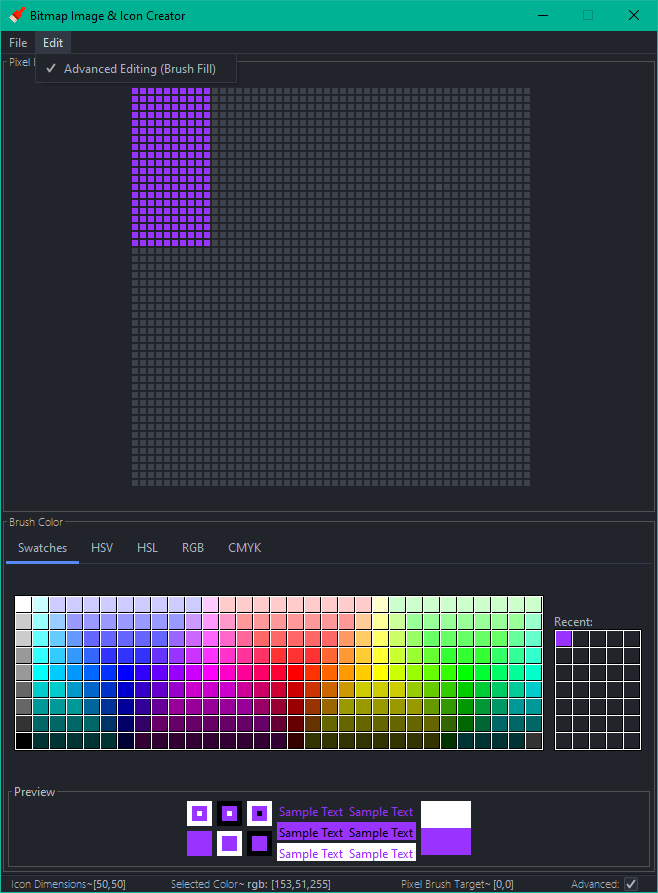 Bitmap Image & Icon Creator
File Edit
Pixel
Advanced Editing (Brush Fill)
Brush Color
Swatches HSV HSL RGB CMYK
Recent:
Preview
Sample Text Sample Text
Sample Text Sample Text
Sample Text Sample Text
Icon Dimensions~[50,50] Selected Color~ rgb: [153,51,255] Pixel Brush Target~ [0,0] Advanced: